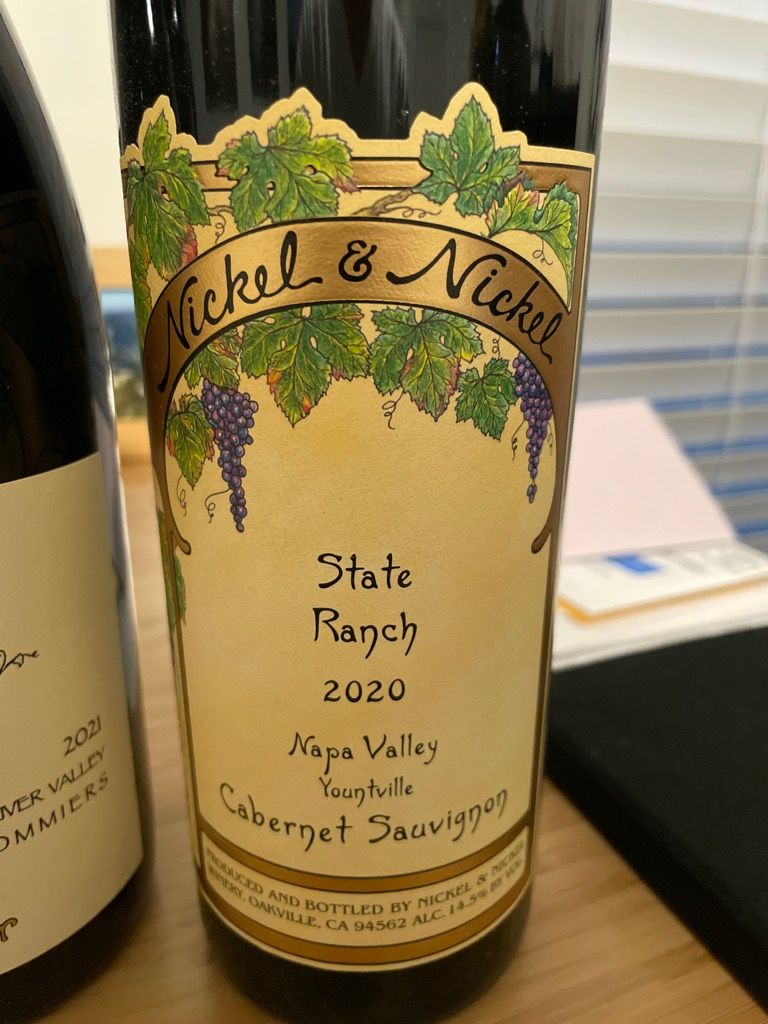 Nickel & Nickel
State
Ranch
2020
Napa Valley
Yountville
Cabernet Sauvignon
PRODUCED AND BOTTLED BY NICKEL & NICKEL
WINERY, OAKVILLE, CA 94562 ALC. 14.5% BY VOL.
2021
IVER VALLEY
OMMIERS